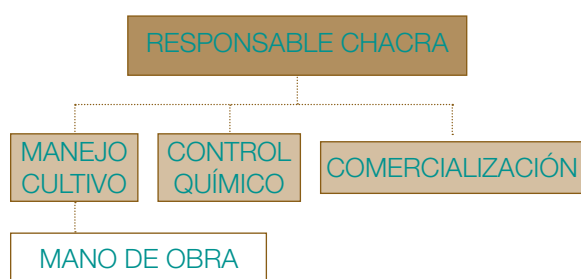 RESPONSABLE CHACRA
MANEJO
CULTIVO
CONTROL
QUÍMICO
COMERCIALIZACIÓN
MANO DE OBRA